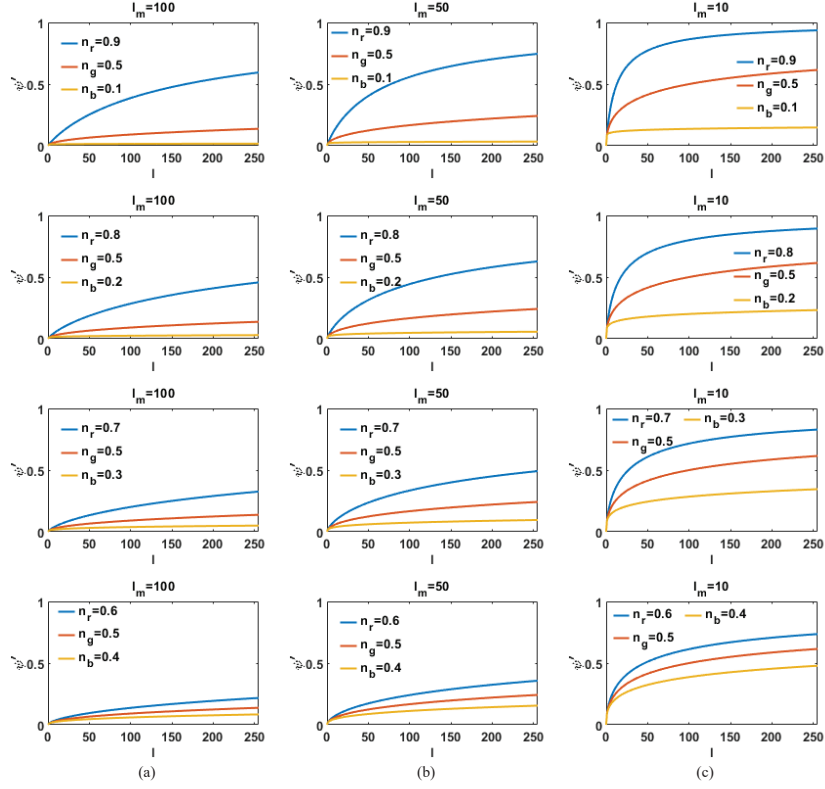 I_m=100
I_m=50
I_m=10
1
0.5
0
ψ'
n_r=0.9
n_g=0.5
n_b=0.1
0 50 100 150 200 250
I
1
0.5
0
ψ'
n_r=0.9
n_g=0.5
n_b=0.1
0 50 100 150 200 250
I
1
0.5
0
ψ'
n_r=0.9
n_g=0.5
n_b=0.1
0 50 100 150 200 250
I
I_m=100
I_m=50
I_m=10
1
0.5
0
ψ'
n_r=0.8
n_g=0.5
n_b=0.2
0 50 100 150 200 250
I
1
0.5
0
ψ'
n_r=0.8
n_g=0.5
n_b=0.2
0 50 100 150 200 250
I
1
0.5
0
ψ'
n_r=0.8
n_g=0.5
n_b=0.2
0 50 100 150 200 250
I
I_m=100
I_m=50
I_m=10
1
0.5
0
ψ'
n_r=0.7
n_g=0.5
n_b=0.3
0 50 100 150 200 250
I
1
0.5
0
ψ'
n_r=0.7
n_g=0.5
n_b=0.3
0 50 100 150 200 250
I
1
0.5
0
ψ'
n_r=0.7 n_b=0.3
n_g=0.5
0 50 100 150 200 250
I
I_m=100
I_m=50
I_m=10
1
0.5
0
ψ'
n_r=0.6
n_g=0.5
n_b=0.4
0 50 100 150 200 250
I
1
0.5
0
ψ'
n_r=0.6
n_g=0.5
n_b=0.4
0 50 100 150 200 250
I
1
0.5
0
ψ'
n_r=0.6 n_b=0.4
n_g=0.5
0 50 100 150 200 250
I
(a) (b) (c)